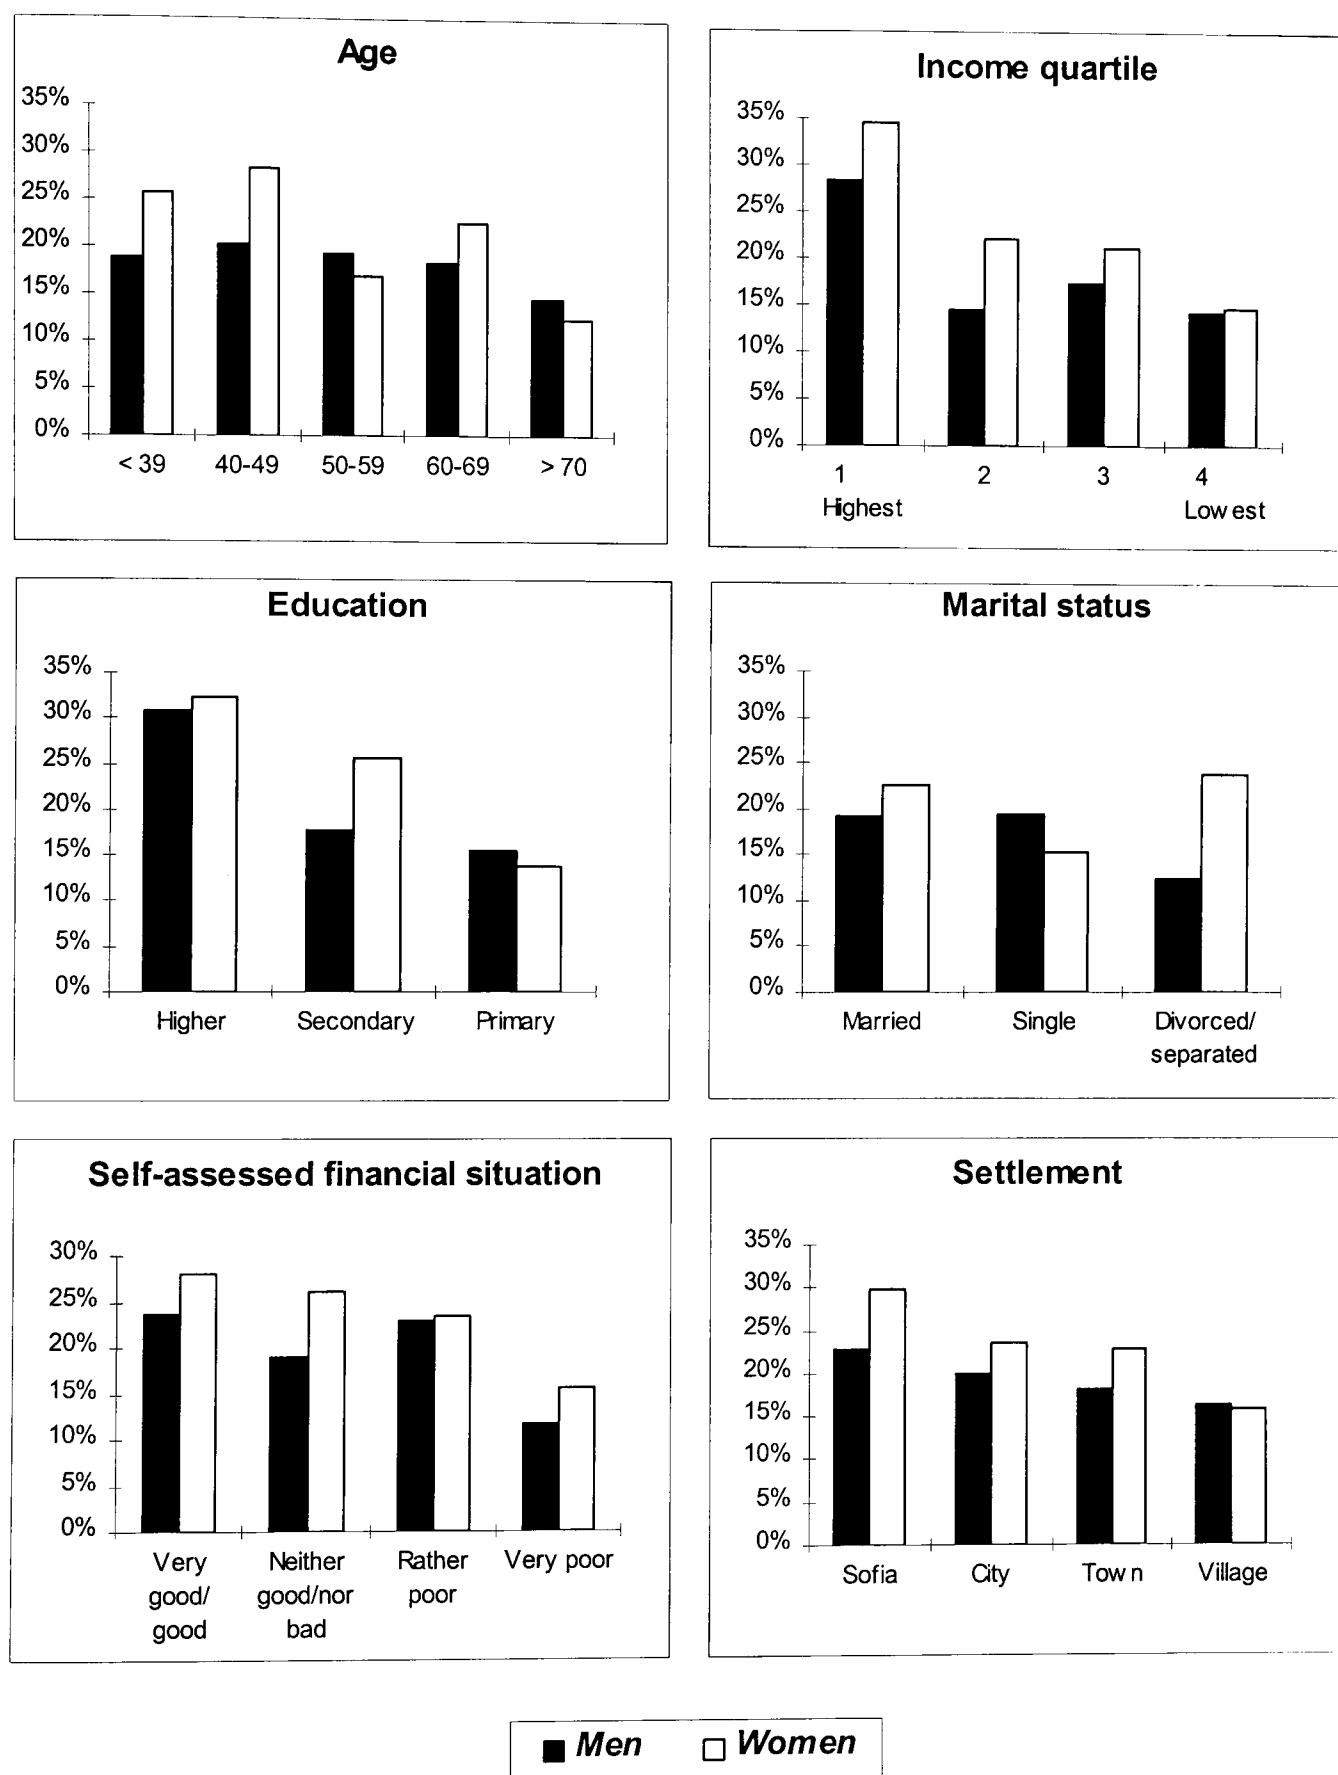 Age
35%
30%
25%
20%
15%
10%
5%
0%
< 39 40-49 50-59 60-69 > 70
Income quartile
35%
30%
25%
20%
15%
10%
5%
0%
1 2 3 4
Highest Lowest
Education
35%
30%
25%
20%
15%
10%
5%
0%
Higher Secondary Primary
Marital status
35%
30%
25%
20%
15%
10%
5%
0%
Married Single Divorced/
separated
Self-assessed financial situation
30%
25%
20%
15%
10%
5%
0%
Very Neither Rather Very poor
good/ good/nor poor
good bad
Settlement
35%
30%
25%
20%
15%
10%
5%
0%
Sofia City Town Village
Men Women